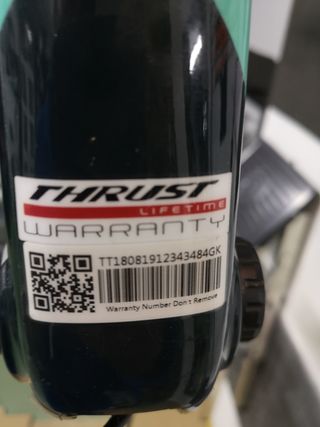 THRUST
LIFETIME
WARRANTY
TT18081912343484GK
Warranty Number Don't Remove